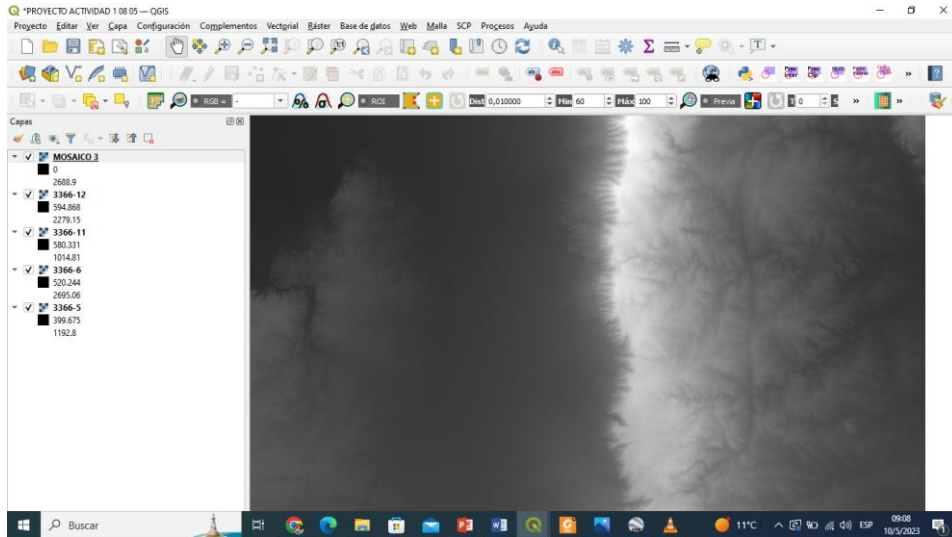 *PROYECTO ACTIVIDAD 1 08 05 — QGIS
Proyecto Editar Ver Capa Configuración Complementos Vectorial Ráster Base de datos Web Malla SCP Procesos Ayuda
RGB = - ROI Dist 0,010000 Mín 60 Máx 100 Previa T 0 S
Capas
MOSAICO 3
0
2688.9
3366-12
594.868
2279.15
3366-11
580.331
1014.81
3366-6
520.244
2695.06
3366-5
399.675
1192.8
Buscar
11°C ESP
09:08
10/5/2023